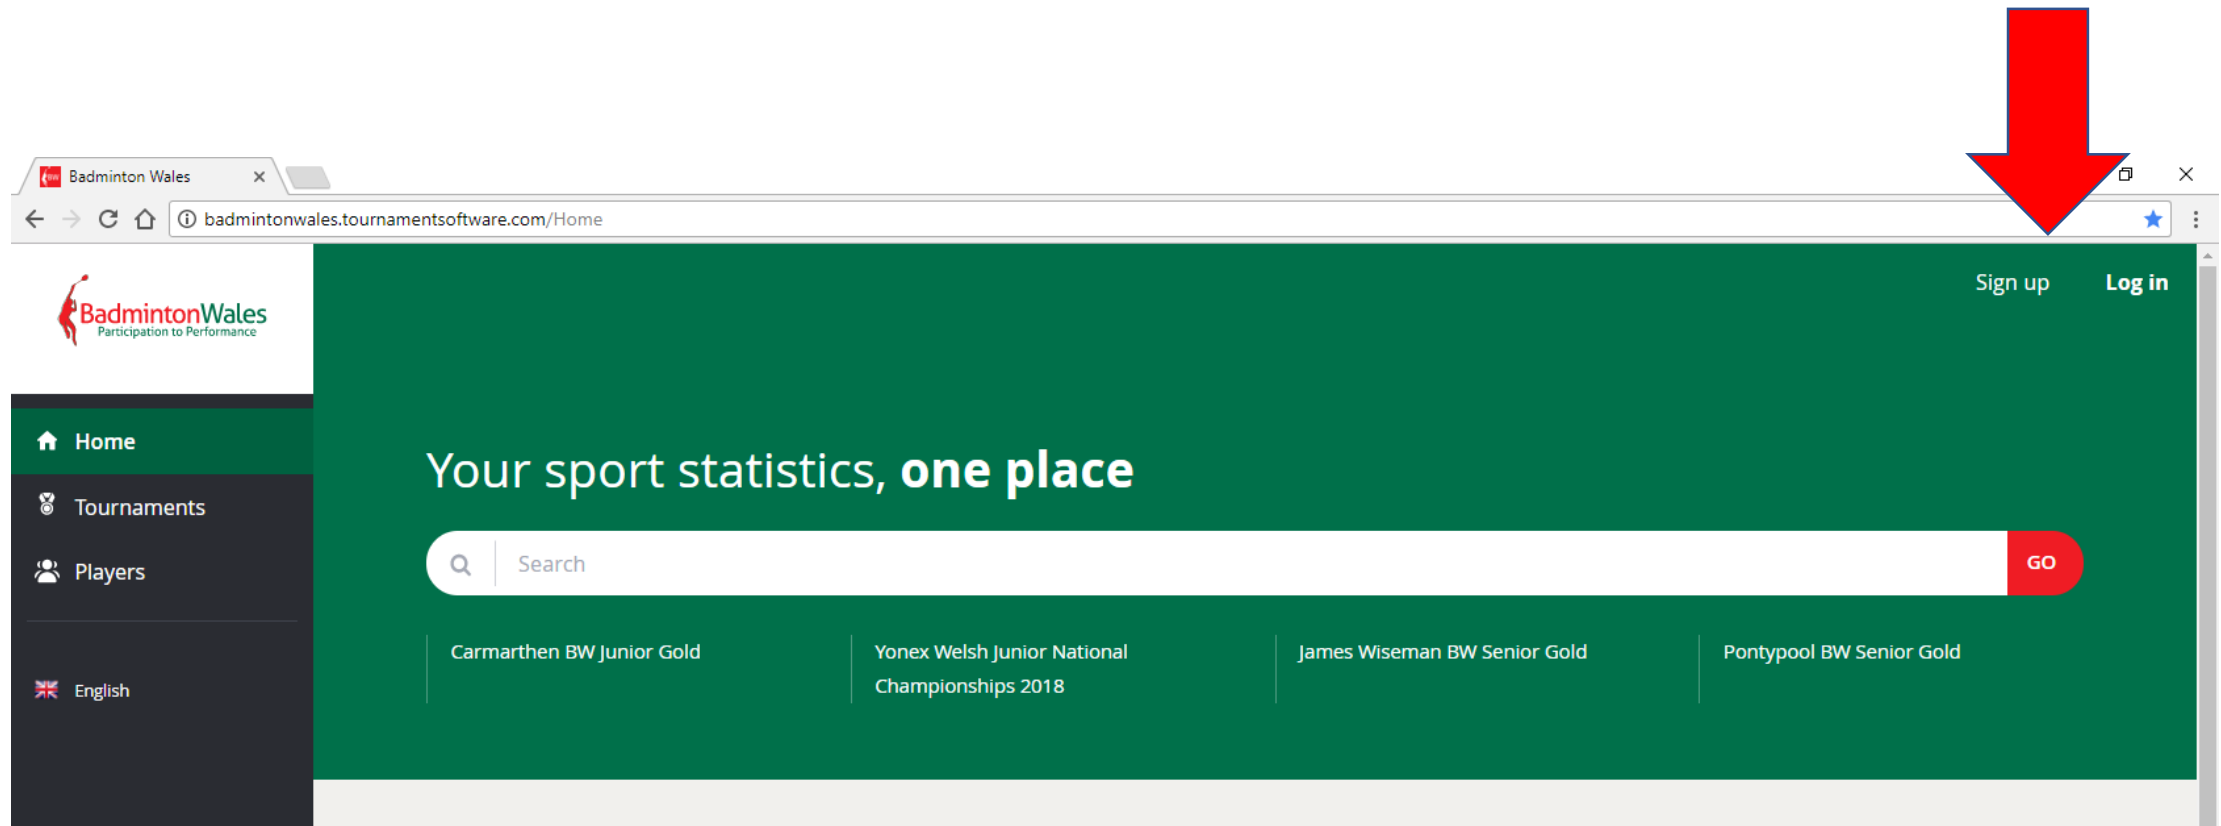 Badminton Wales
badmintonwales.tournamentsoftware.com/Home
BadmintonWales
Participation to Performance
Sign up
Log in
Home
Tournaments
Players
English
Your sport statistics, one place
Search
GO
Carmarthen BW Junior Gold
Yonex Welsh Junior National
Championships 2018
James Wiseman BW Senior Gold
Pontypool BW Senior Gold